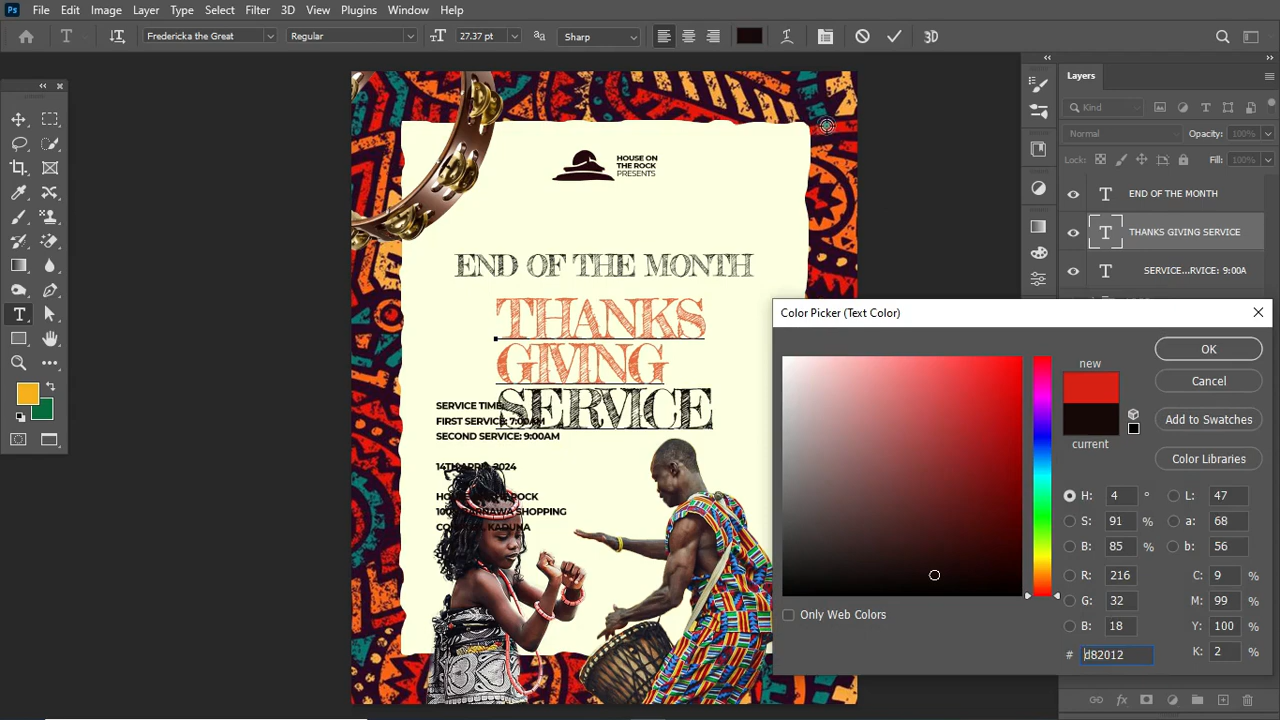 Ps File Edit Image Layer Type Select Filter 3D View Plugins Window Help
T Fredericka the Great Regular 27.37 pt Sharp 3D
Layers
Kind
Normal Opacity: 100%
Lock: Fill: 100%
T END OF THE MONTH
T THANKS GIVING SERVICE
T SERVICE...RVICE: 9:00A
HOUSE ON
THE ROCK
PRESENTS
END OF THE MONTH
THANKS
GIVING
SERVICE
SERVICE TIME:
FIRST SERVICE: 7:00AM
SECOND SERVICE: 9:00AM
14TH APRIL 2024
Color Picker (Text Color)
new
current
OK
Cancel
Add to Swatches
Color Libraries
H: 4 °
S: 91 %
B: 85 %
R: 216
G: 32
B: 18
L: 47
a: 68
b: 56
C: 9 %
M: 99 %
Y: 100 %
K: 2 %
# d82012
Only Web Colors